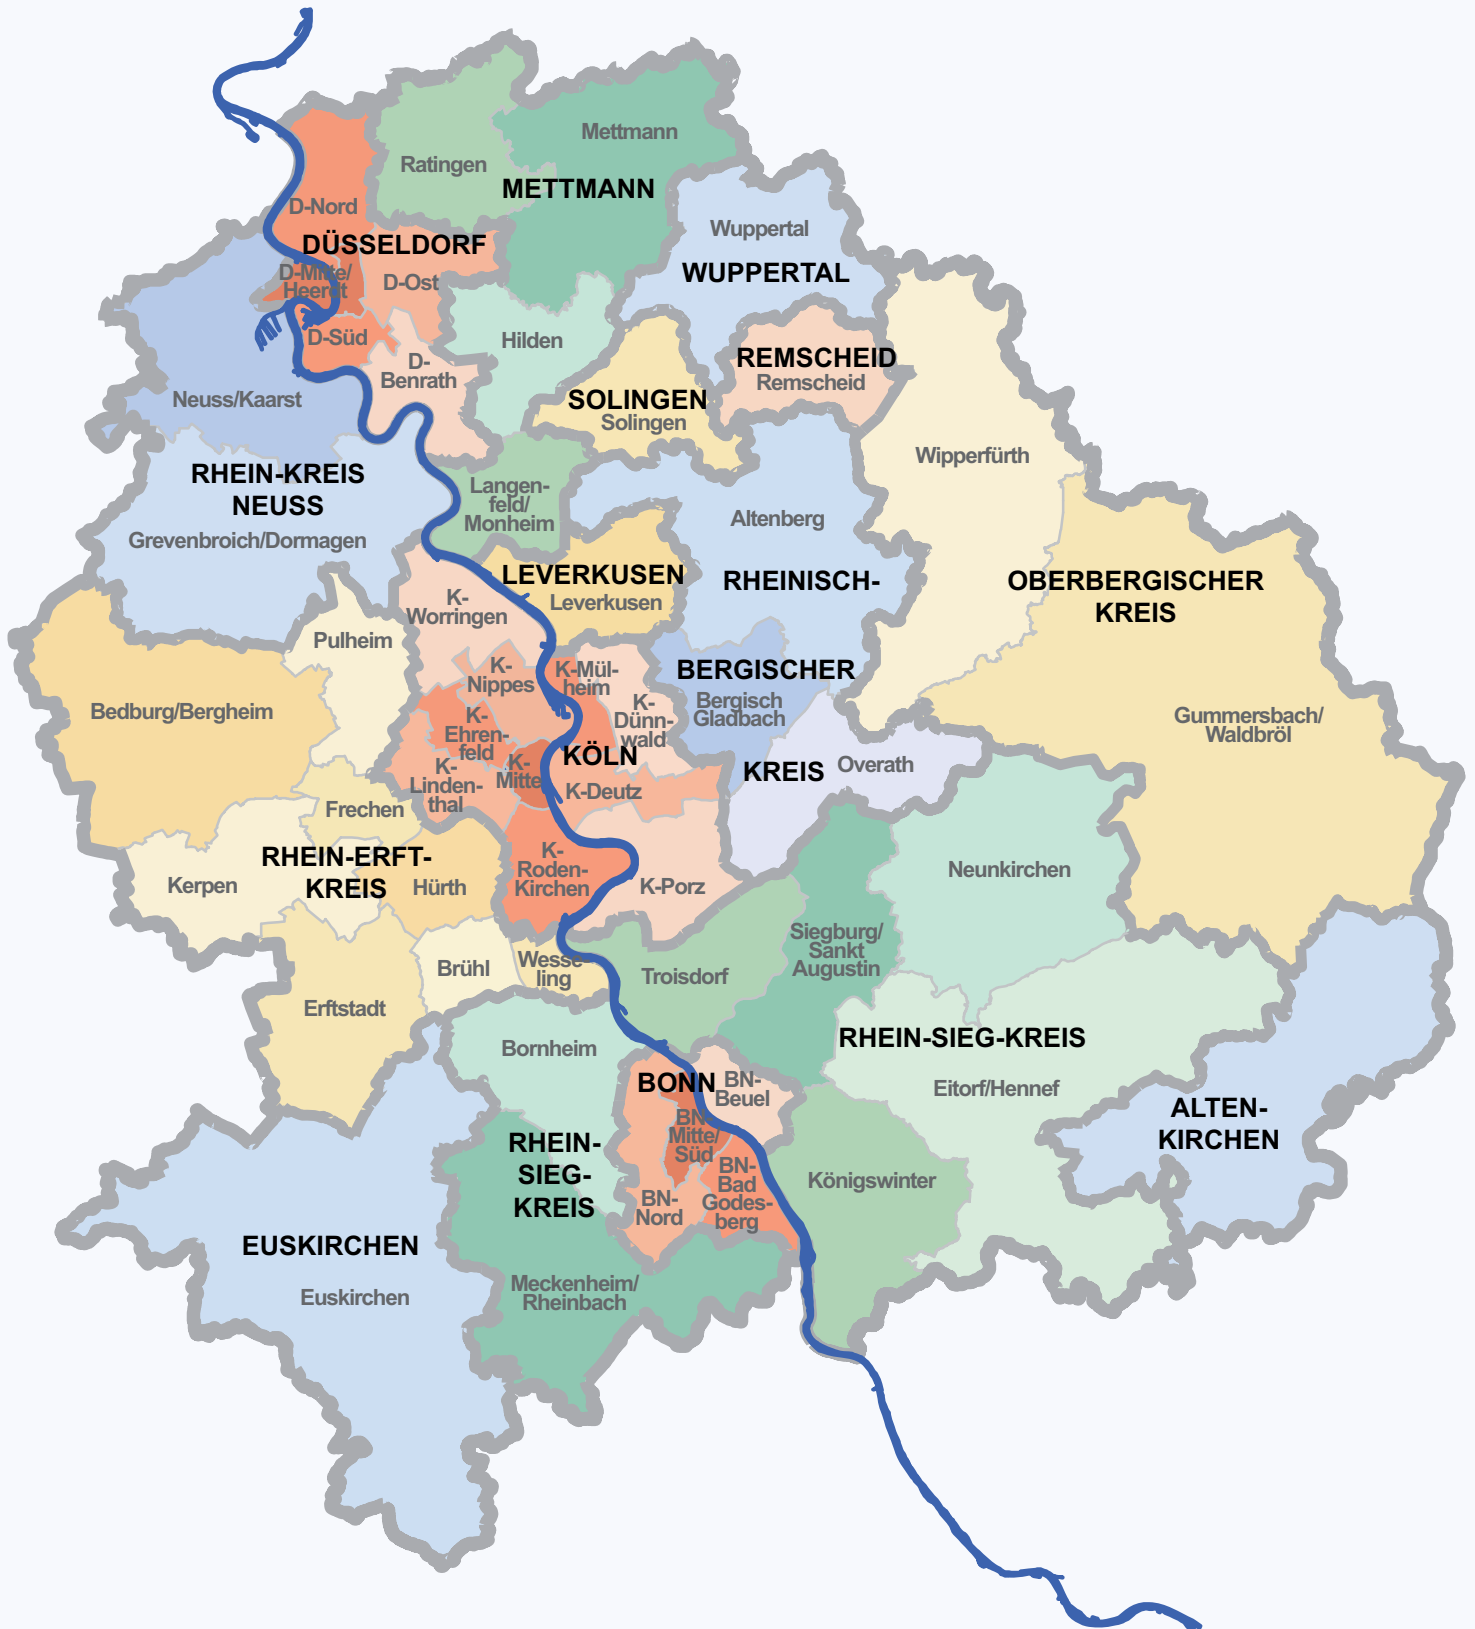 Mettmann
Ratingen
METTMANN
D-Nord
DÜSSELDORF
D-Mitte/
Heerdt
D-Ost
D-Süd
D-
Benrath
Hilden
Wuppertal
WUPPERTAL
REMSCHEID
Remscheid
SOLINGEN
Solingen
Neuss/Kaarst
RHEIN-KREIS
NEUSS
Grevenbroich/Dormagen
Langen-
feld/
Monheim
Wipperfürth
Altenberg
LEVERKUSEN
Leverkusen
RHEINISCH-
OBERBERGISCHER
KREIS
K-
Worringen
Pulheim
K-
Nippes
K-Mül-
heim
K-
Dünn-
wald
BERGISCHER
Bergisch
Gladbach
Bedburg/Bergheim
K-
Ehren-
feld
K-
Linden-
thal
K-
Mitte
KÖLN
K-Deutz
KREIS
Overath
Gummersbach/
Waldbröl
Frechen
RHEIN-ERFT-
KREIS
Kerpen
Hürth
K-
Roden-
Kirchen
K-Porz
Neunkirchen
Siegburg/
Sankt
Augustin
Brühl
Wesse-
ling
Troisdorf
Erftstadt
Bornheim
RHEIN-SIEG-KREIS
Eitorf/Hennef
BONN
BN-
Beuel
BN-
Mitte/
Süd
ALTEN-
KIRCHEN
RHEIN-
SIEG-
KREIS
BN-
Bad
Godes-
berg
BN-
Nord
Königswinter
EUSKIRCHEN
Euskirchen
Meckenheim/
Rheinbach